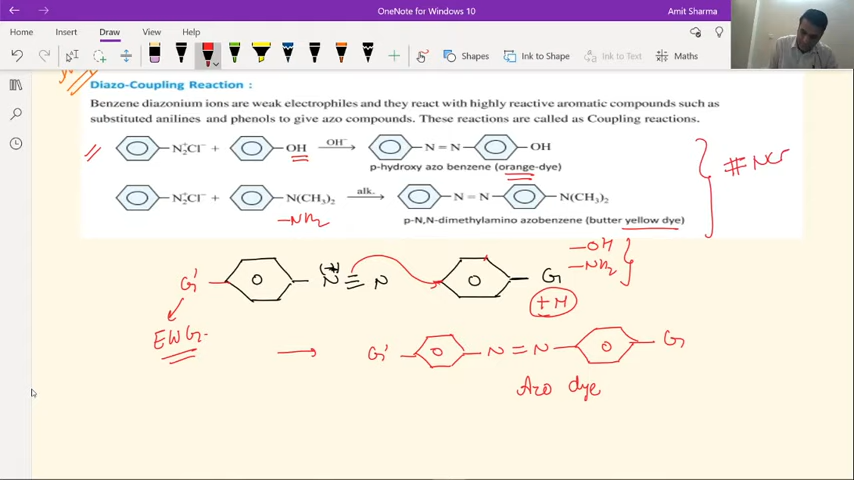 OneNote for Windows 10
Amit Sharma
Home Insert Draw View Help
Shapes Ink to Shape Ink to Text Maths
Diazo-Coupling Reaction :
Benzene diazonium ions are weak electrophiles and they react with highly reactive aromatic compounds such as
substituted anilines and phenols to give azo compounds. These reactions are called as Coupling reactions.
N₂⁺Cl⁻ + OH OH⁻ N = N OH
p-hydroxy azo benzene (orange-dye)
# NCR
N₂⁺Cl⁻ + N(CH₃)₂ alk. N = N N(CH₃)₂
-NH₂
p-N,N-dimethylamino azobenzene (butter yellow dye)
-OH
-NH₂
G' N ≡ N G
(+)
+M
EWG
G' N = N G
Azo dye